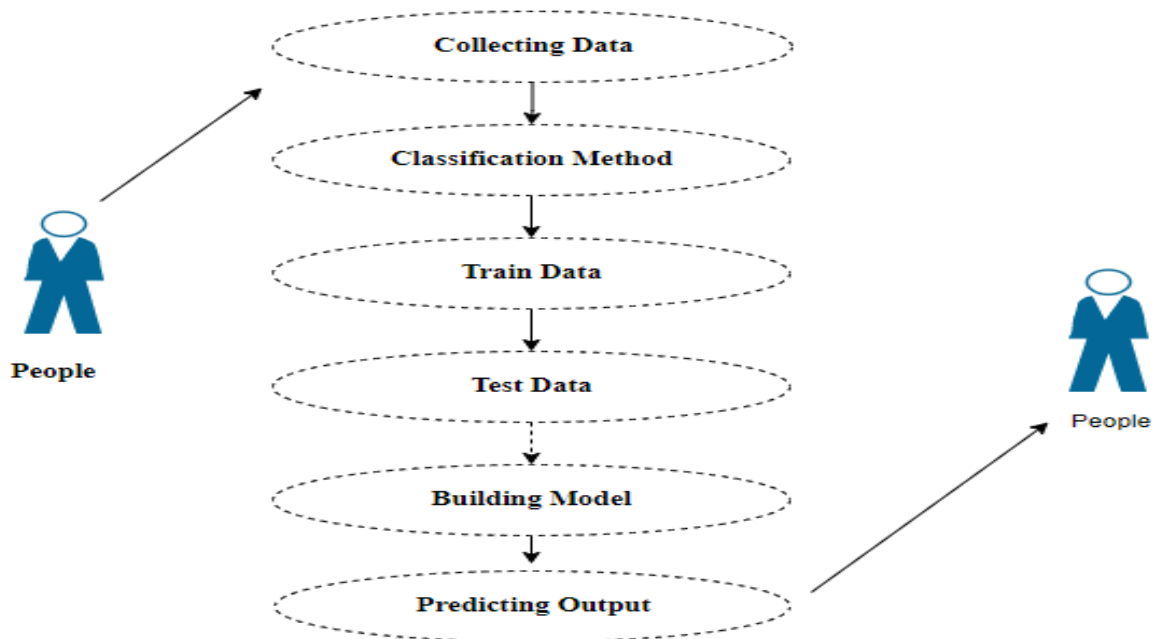 Collecting Data
Classification Method
Train Data
People
Test Data
People
Building Model
Predicting Output